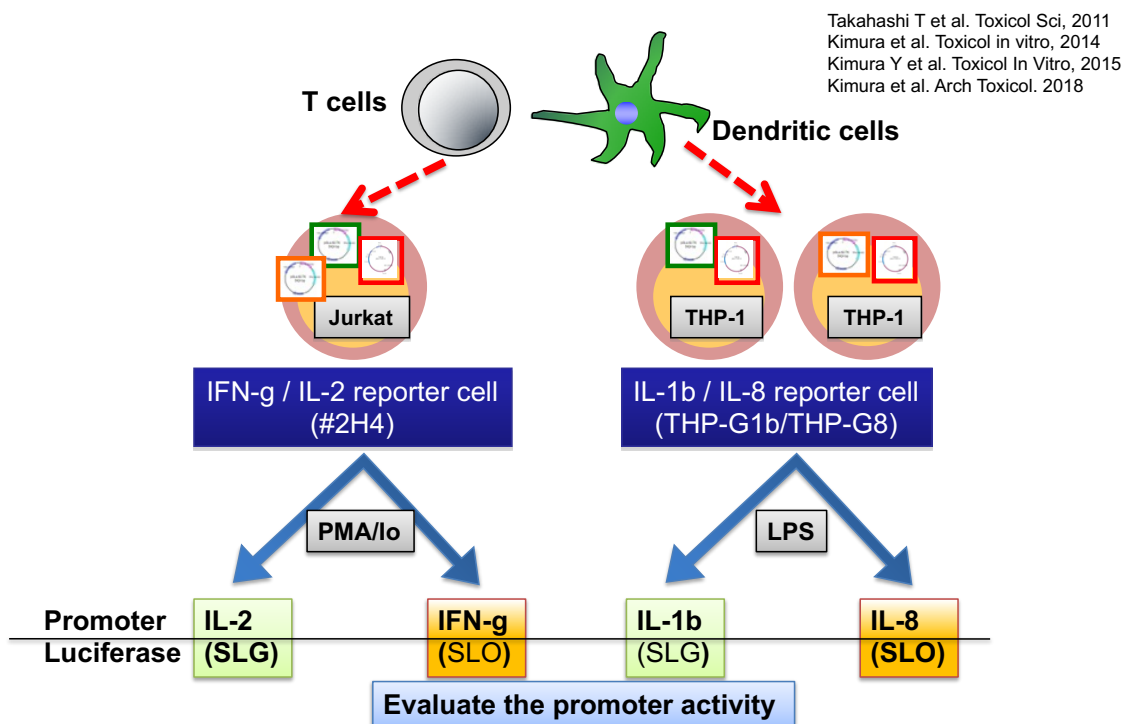 Takahashi T et al. Toxicol Sci, 2011
Kimura et al. Toxicol in vitro, 2014
Kimura Y et al. Toxicol In Vitro, 2015
Kimura et al. Arch Toxicol. 2018
T cells
Dendritic cells
Jurkat
THP-1
THP-1
IFN-g / IL-2 reporter cell
(#2H4)
IL-1b / IL-8 reporter cell
(THP-G1b/THP-G8)
PMA/Io
LPS
Promoter
IL-2
IFN-g
IL-1b
IL-8
Luciferase
(SLG)
(SLO)
(SLG)
(SLO)
Evaluate the promoter activity